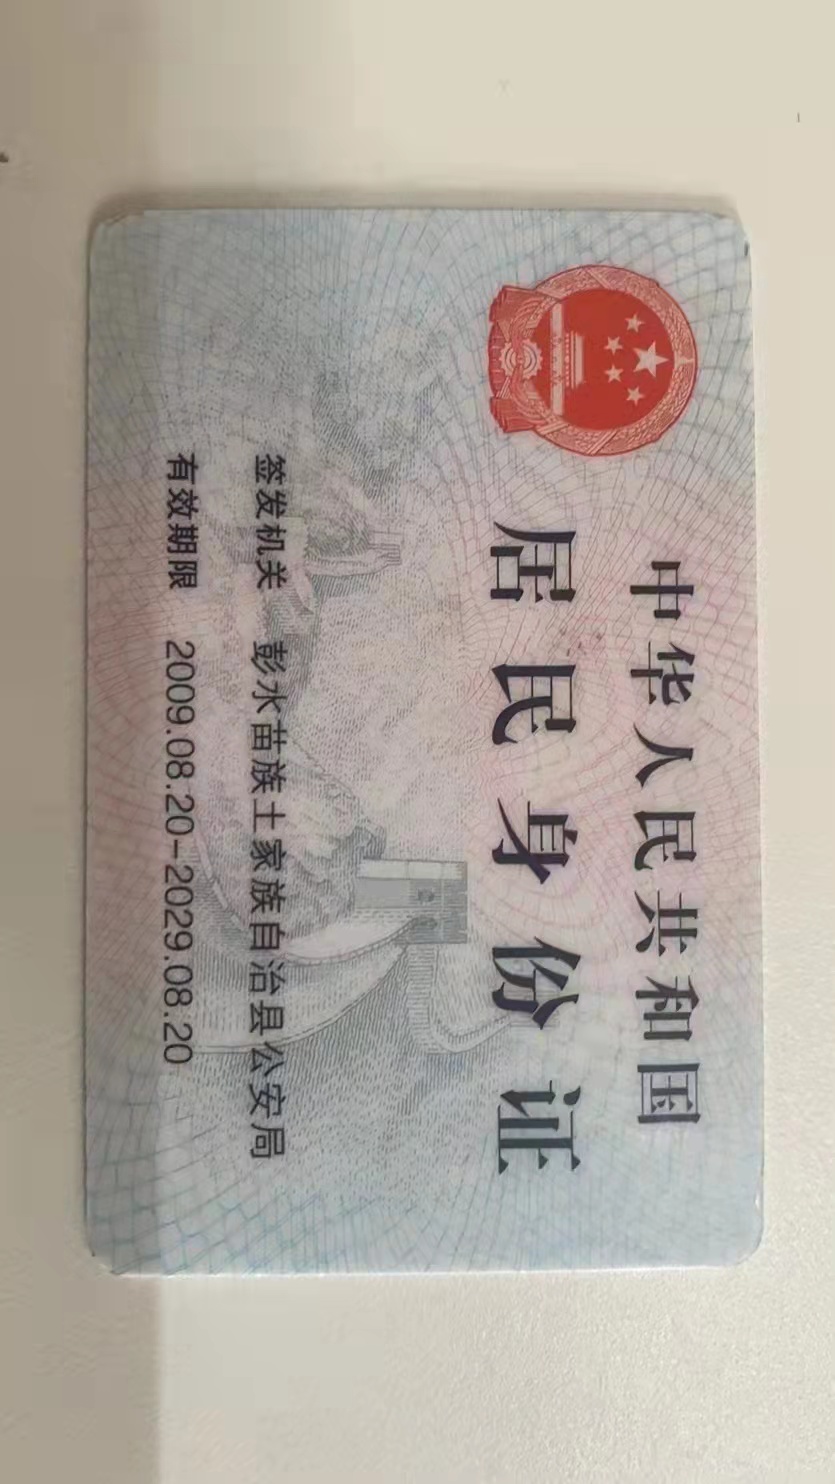 中华人民共和国
居民身份证
签发机关 彭水苗族土家族自治县公安局
有效期限 2009.08.20-2029.08.20